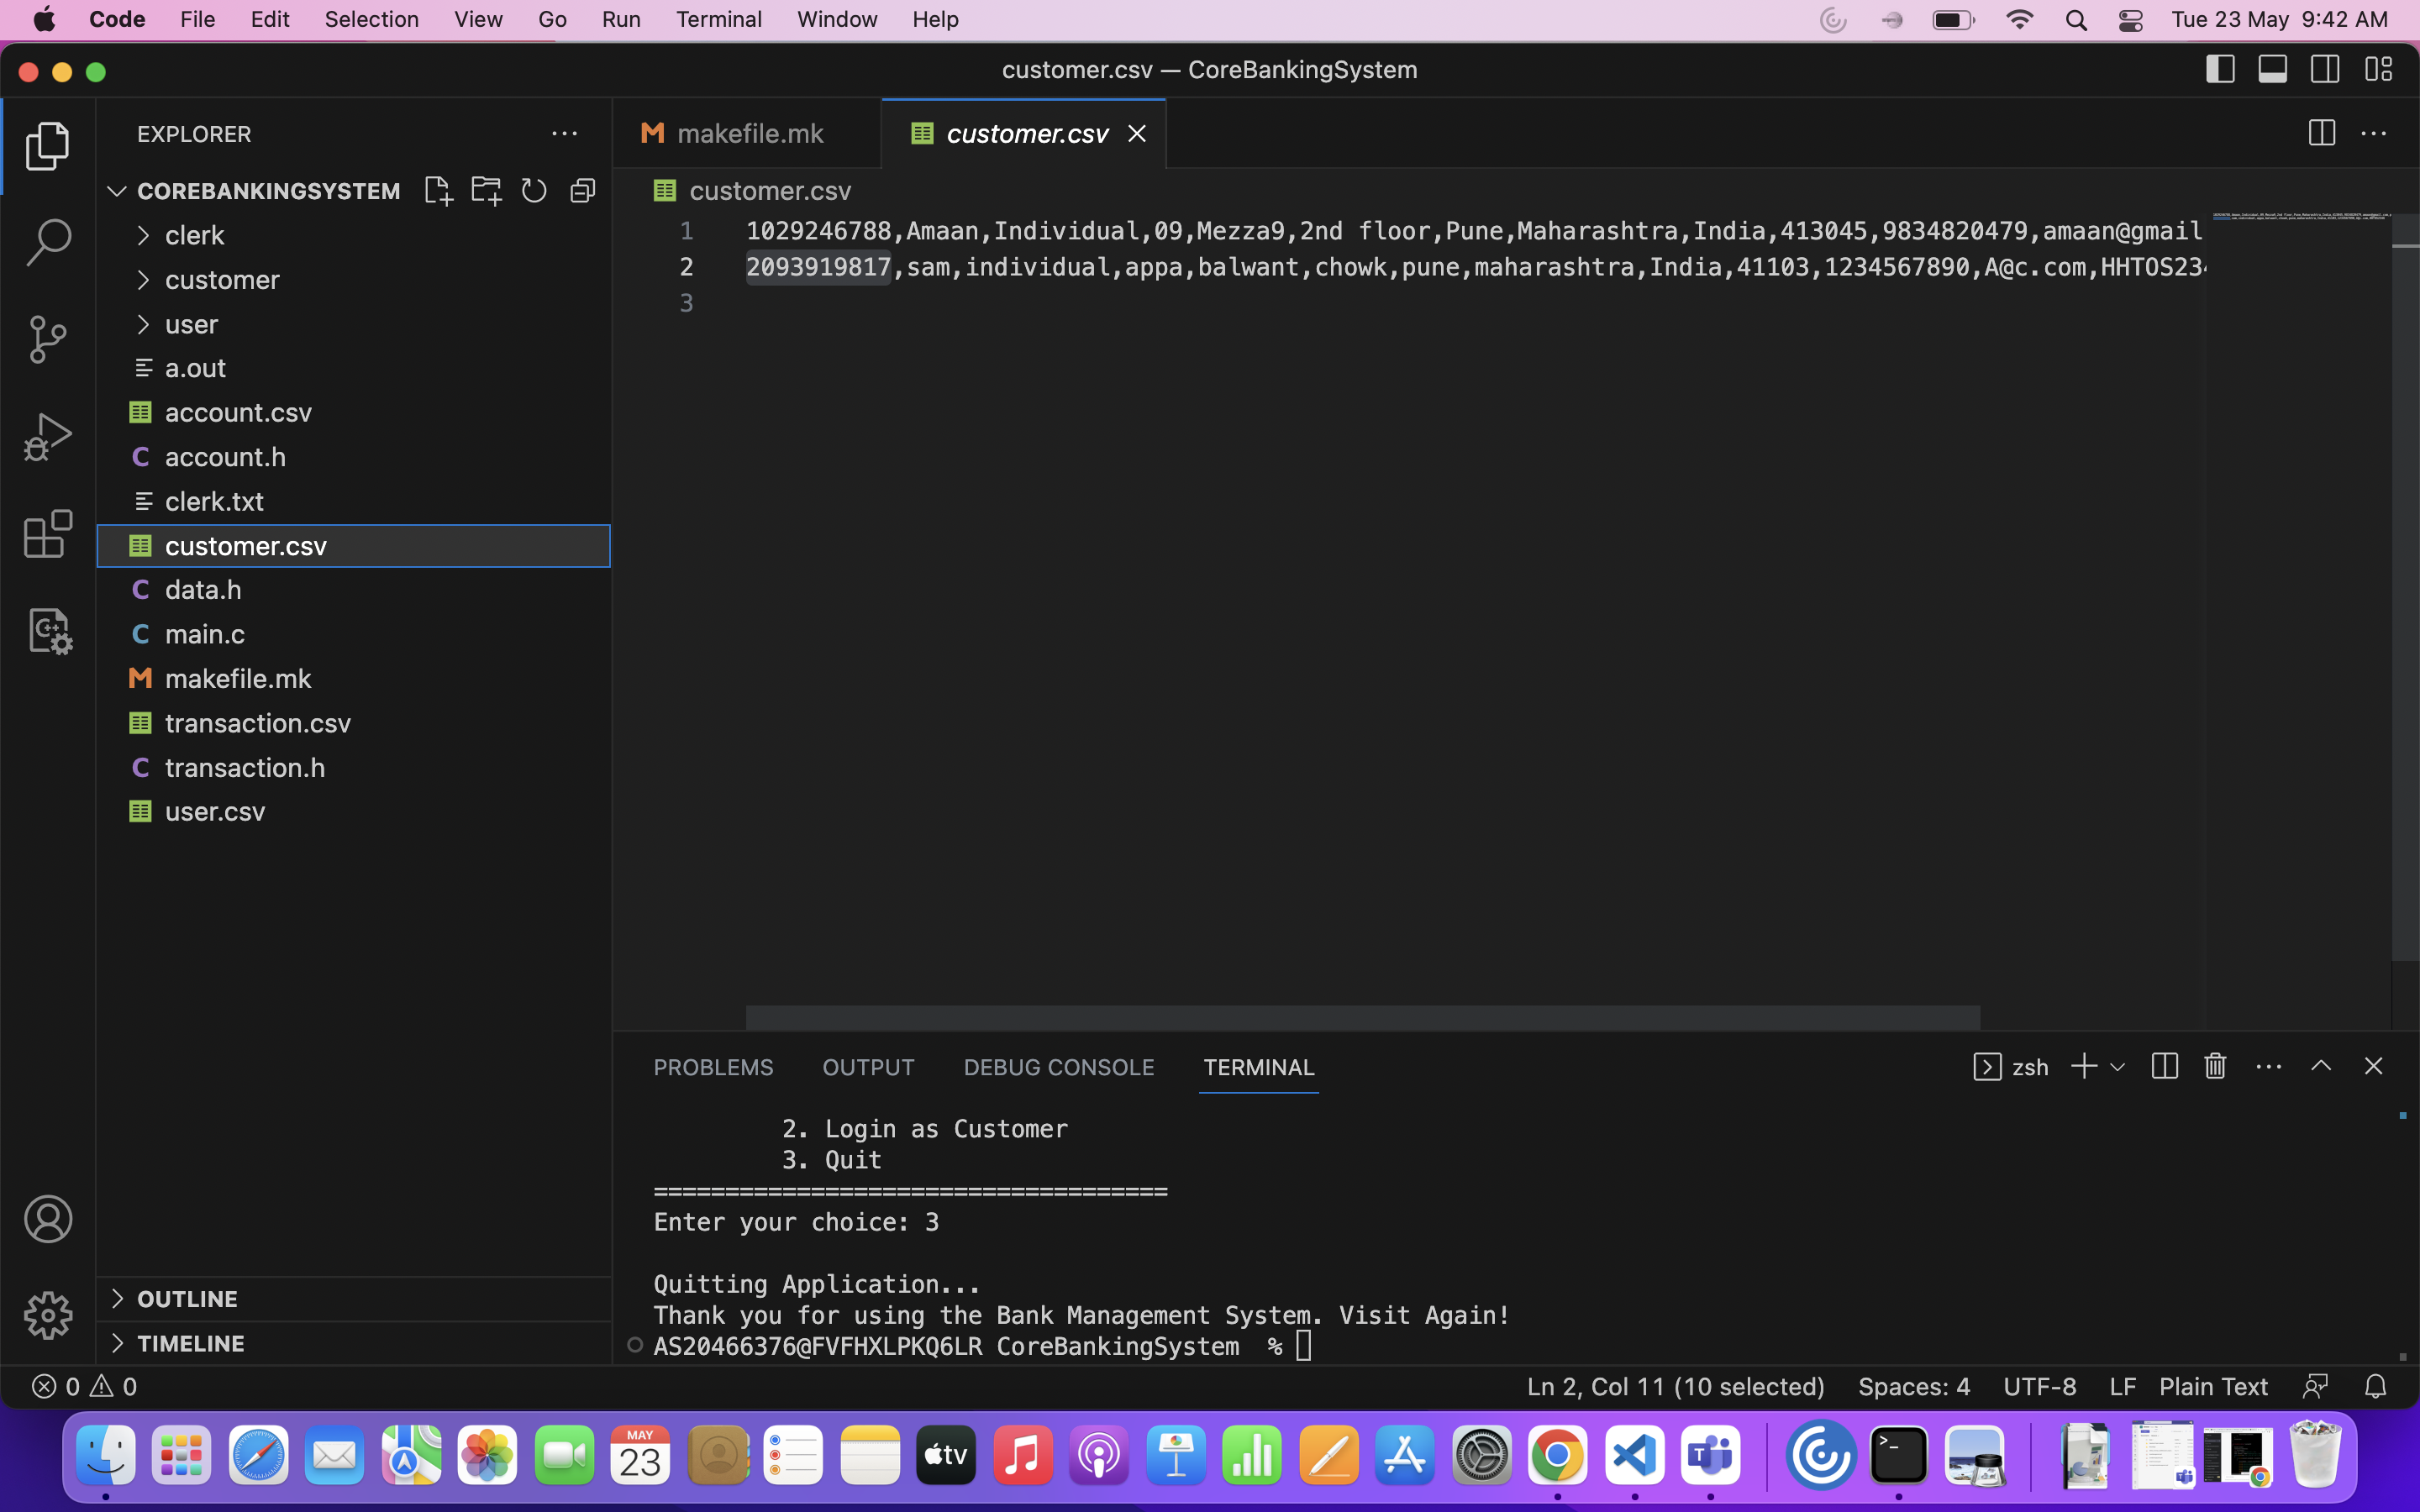 Code File Edit Selection View Go Run Terminal Window Help Tue 23 May 9:42 AM
customer.csv — CoreBankingSystem
EXPLORER
COREBANKINGSYSTEM
clerk
customer
user
a.out
account.csv
C account.h
clerk.txt
customer.csv
C data.h
C main.c
M makefile.mk
transaction.csv
C transaction.h
user.csv
OUTLINE
TIMELINE
M makefile.mk customer.csv
customer.csv
1 1029246788,Amaan,Individual,09,Mezza9,2nd floor,Pune,Maharashtra,India,413045,9834820479,amaan@gmail
2 2093919817,sam,individual,appa,balwant,chowk,pune,maharashtra,India,41103,1234567890,A@c.com,HHTOS234
3
PROBLEMS OUTPUT DEBUG CONSOLE TERMINAL zsh
2. Login as Customer
3. Quit
====================================
Enter your choice: 3
Quitting Application...
Thank you for using the Bank Management System. Visit Again!
AS20466376@FVFHXLPKQ6LR CoreBankingSystem %
0 0 Ln 2, Col 11 (10 selected) Spaces: 4 UTF-8 LF Plain Text
MAY
23
tv